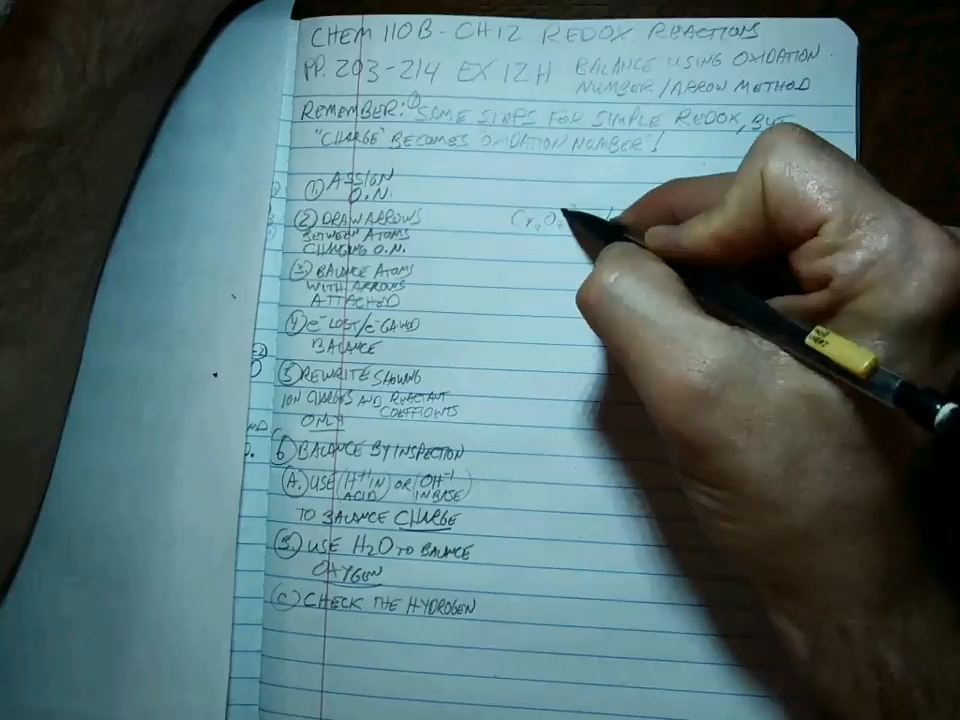 CHEM 110B - CH12 REDOX REACTIONS
PP. 203-214 EX 12H BALANCE USING OXIDATION
NUMBER/ARROW METHOD
REMEMBER: ① SAME STEPS FOR SIMPLE REDOX, BUT
"CHARGE" BECOMES OXIDATION NUMBER"!
① ASSIGN
O.N.
② DRAW ARROWS
BETWEEN ATOMS
CHANGING O.N.
③ BALANCE ATOMS
WITH ARROWS
ATTACHED
④ e⁻ LOST/e⁻ GAINED
BALANCE
⑤ REWRITE SHOWING
ION CHARGES AND REACTANT
COEFFICIENTS
ONLY
⑥ BALANCE BY INSPECTION
Ⓐ. USE (H⁺¹ IN ACID) OR (OH⁻¹ IN BASE)
TO BALANCE CHARGE
Ⓑ. USE H₂O TO BALANCE
OXYGEN
Ⓒ CHECK THE HYDROGEN
Cr₂O₇